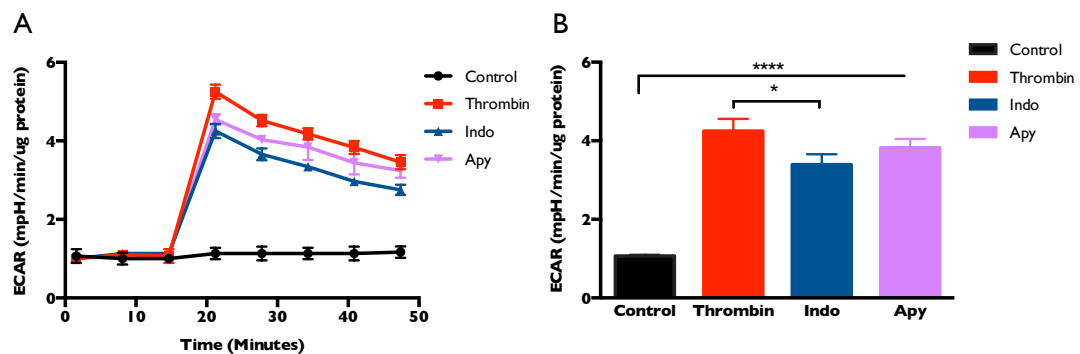 A
ECAR (mpH/min/ug protein)
6
4
2
0
0 10 20 30 40 50
Time (Minutes)
Control
Thrombin
Indo
Apy
B
ECAR (mpH/min/ug protein)
6
4
2
0
****
*
Control Thrombin Indo Apy
Control
Thrombin
Indo
Apy